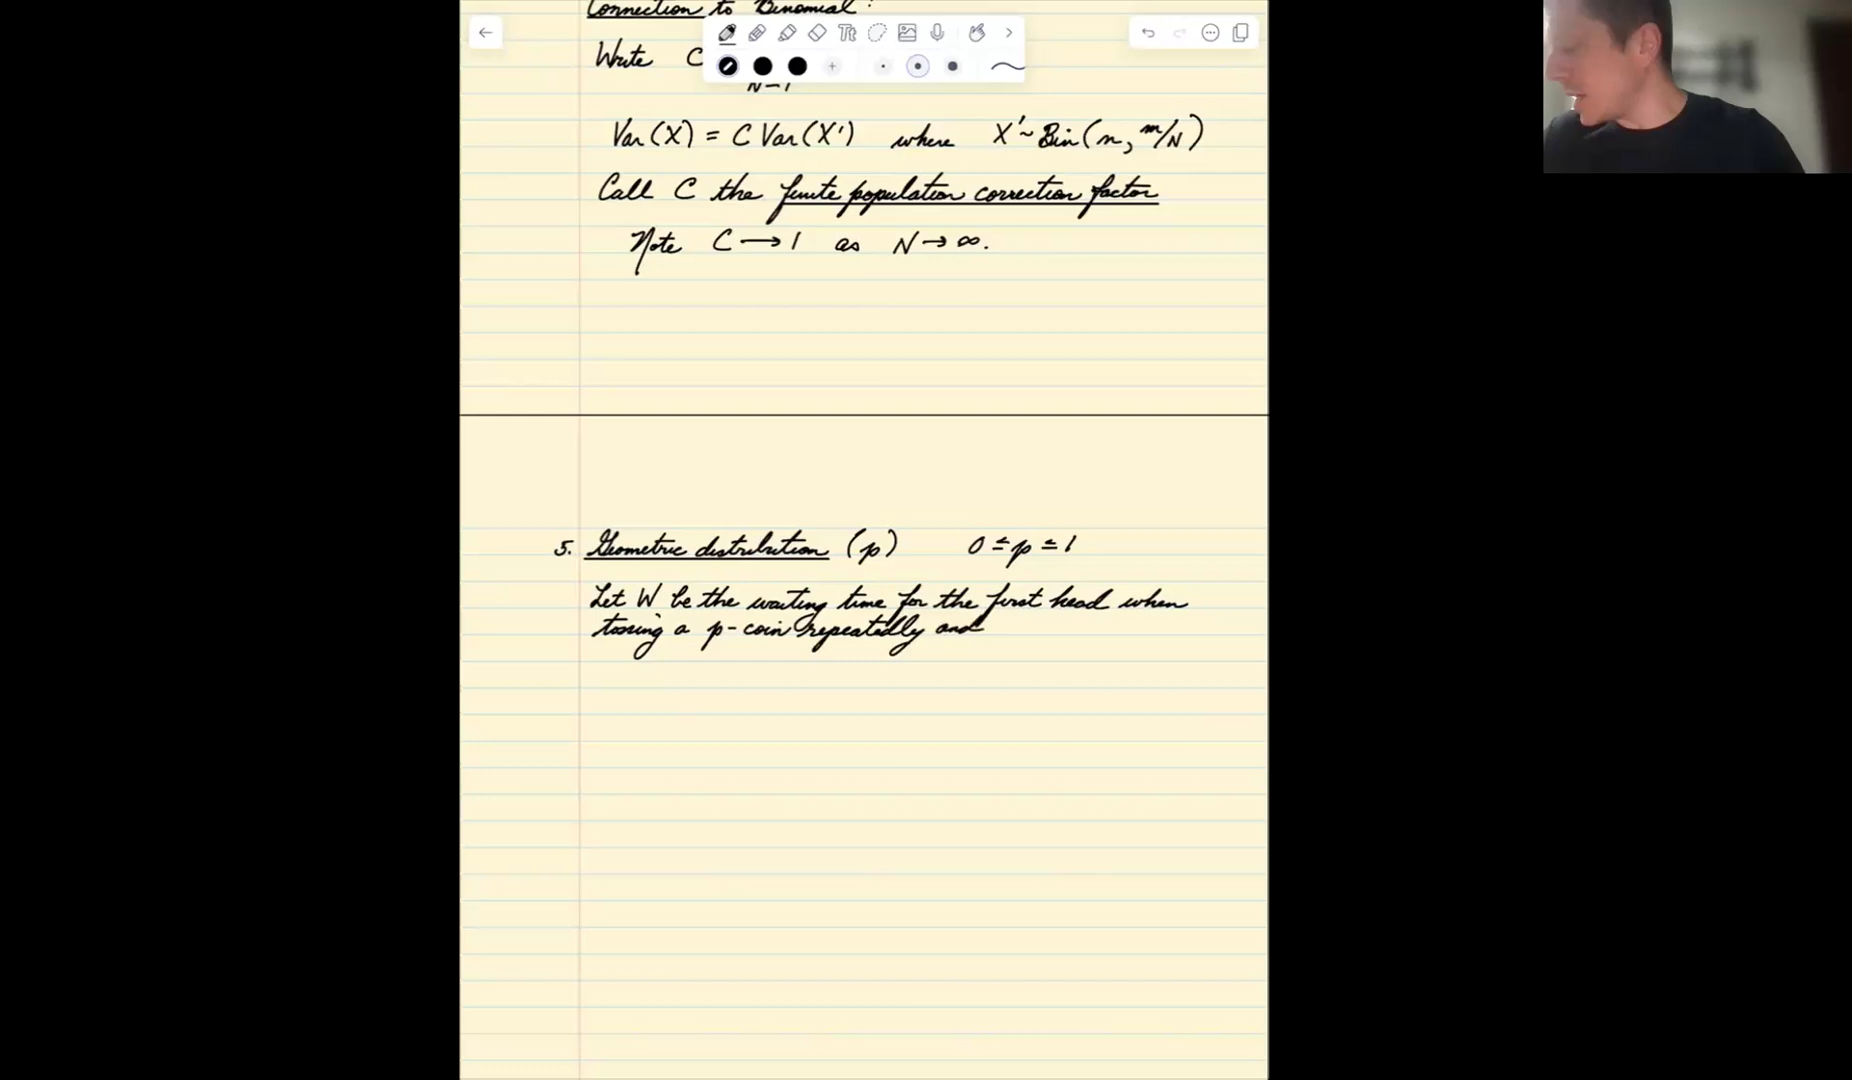 Connection to Binomial:
Write C
N-1
Var(X) = C Var(X') where X' ~ Bin(n, m/N)
Call C the finite population correction factor
Note C → 1 as N → ∞.
5. Geometric distribution (p) 0 ≤ p ≤ 1
Let W be the waiting time for the first head when
tossing a p-coin repeatedly and